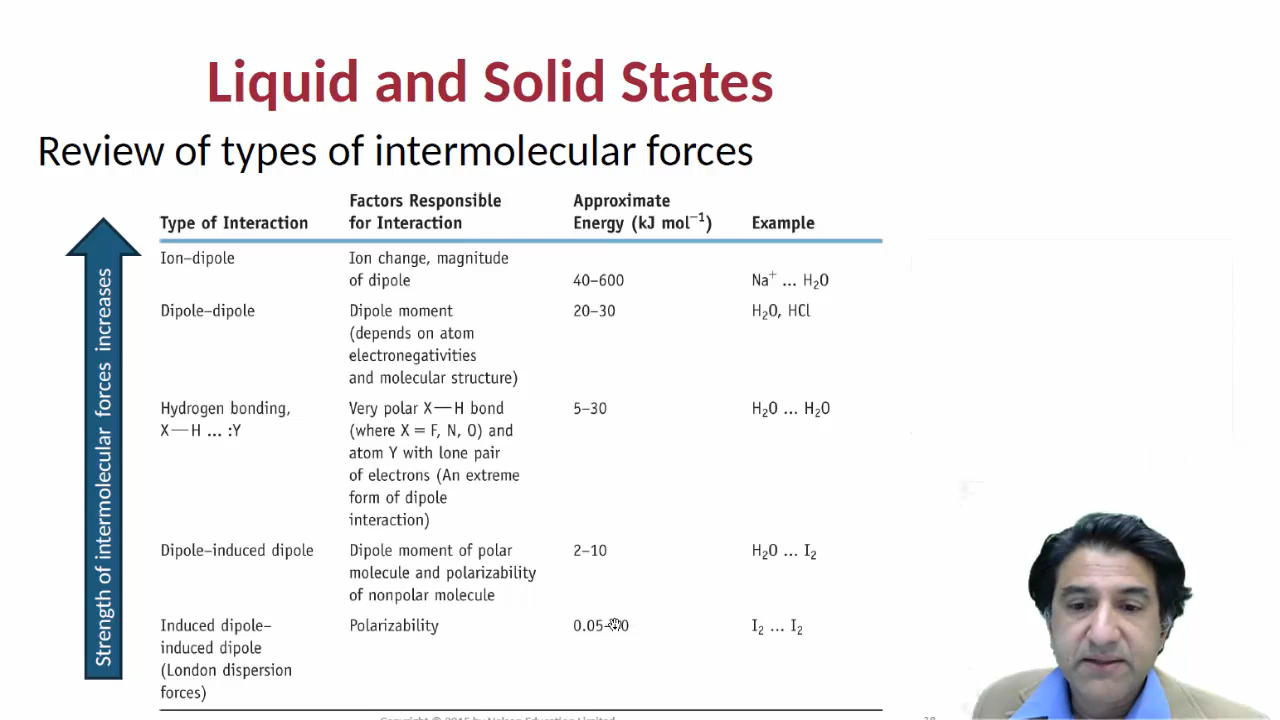 Liquid and Solid States
Review of types of intermolecular forces
Strength of intermolecular forces increases
Type of Interaction Factors Responsible for Interaction Approximate Energy (kJ mol⁻¹) Example
Ion–dipole Ion change, magnitude
of dipole 40–600 Na⁺ ... H₂O
Dipole–dipole Dipole moment 20–30 H₂O, HCl
(depends on atom
electronegativities
and molecular structure)
Hydrogen bonding, Very polar X—H bond 5–30 H₂O ... H₂O
X—H ... :Y (where X = F, N, O) and
atom Y with lone pair
of electrons (An extreme
form of dipole
interaction)
Dipole–induced dipole Dipole moment of polar 2–10 H₂O ... I₂
molecule and polarizability
of nonpolar molecule
Induced dipole– Polarizability 0.05 I₂ ... I₂
induced dipole
(London dispersion
forces)